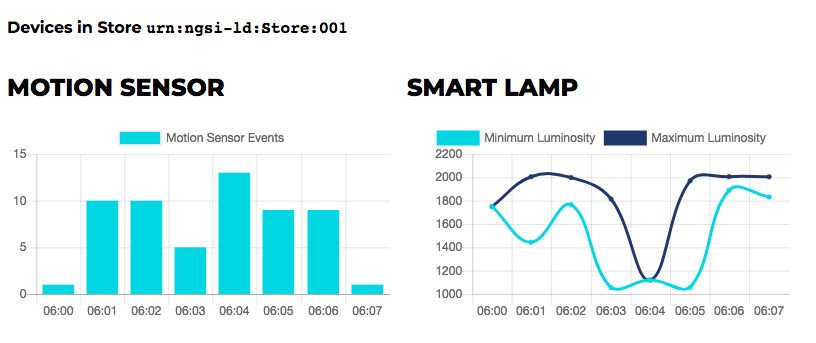 Devices in Store urn:ngsi-ld:Store:001
MOTION SENSOR
Motion Sensor Events
15
10
5
0
06:00 06:01 06:02 06:03 06:04 06:05 06:06 06:07
SMART LAMP
Minimum Luminosity Maximum Luminosity
2200
2000
1800
1600
1400
1200
1000
06:00 06:01 06:02 06:03 06:04 06:05 06:06 06:07